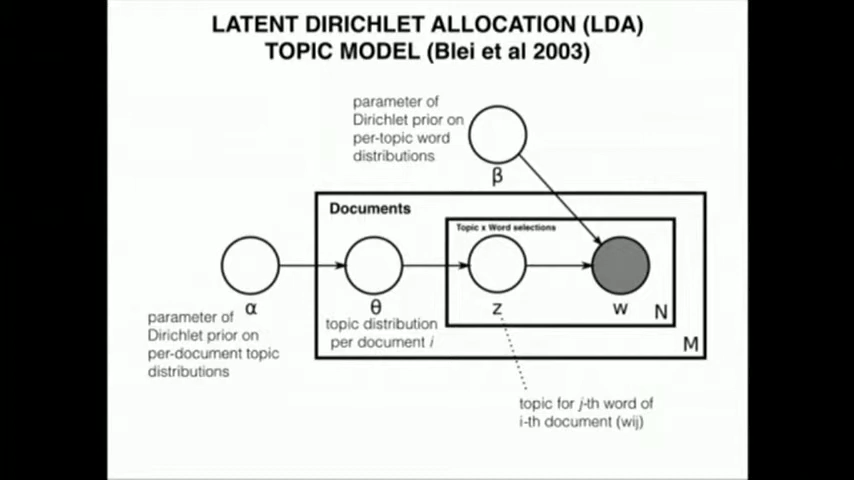 LATENT DIRICHLET ALLOCATION (LDA)
TOPIC MODEL (Blei et al 2003)
parameter of
Dirichlet prior on
per-topic word
distributions
β
Documents
Topic x Word selections
α
θ
z
w
N
M
parameter of
Dirichlet prior on
per-document topic
distributions
topic distribution
per document i
topic for j-th word of
i-th document (wij)